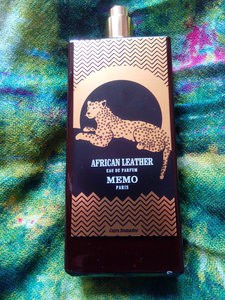 AFRICAN LEATHER
EAU DE PARFUM
MEMO
PARIS